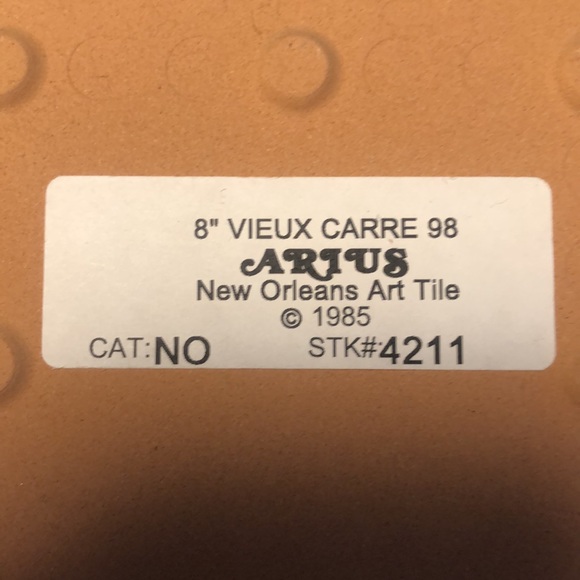 8" VIEUX CARRE 98
ARIUS
New Orleans Art Tile
© 1985
CAT:NO STK#:4211